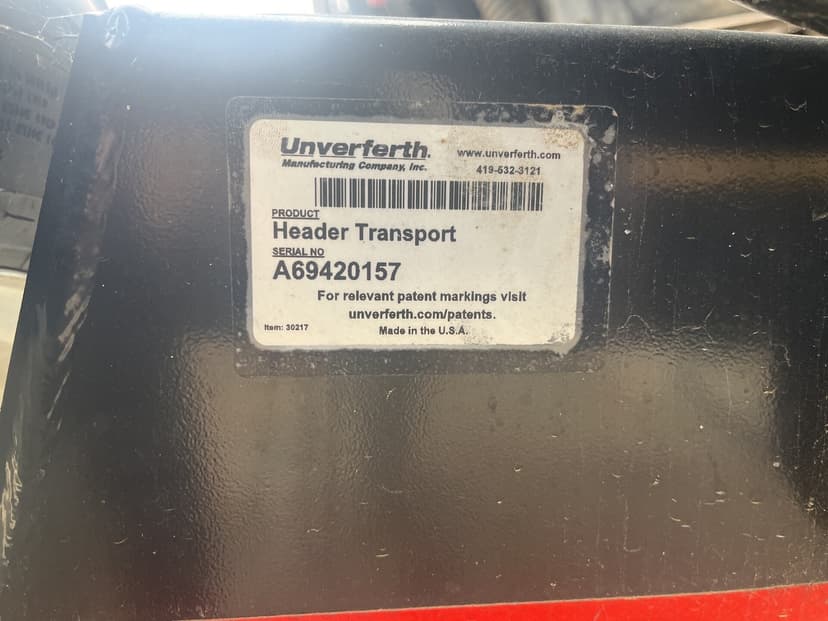 Unverferth.
Manufacturing Company, Inc.
www.unverferth.com
419-532-3121
PRODUCT
Header Transport
SERIAL NO
A69420157
For relevant patent markings visit
unverferth.com/patents.
Item: 30217
Made in the U.S.A.